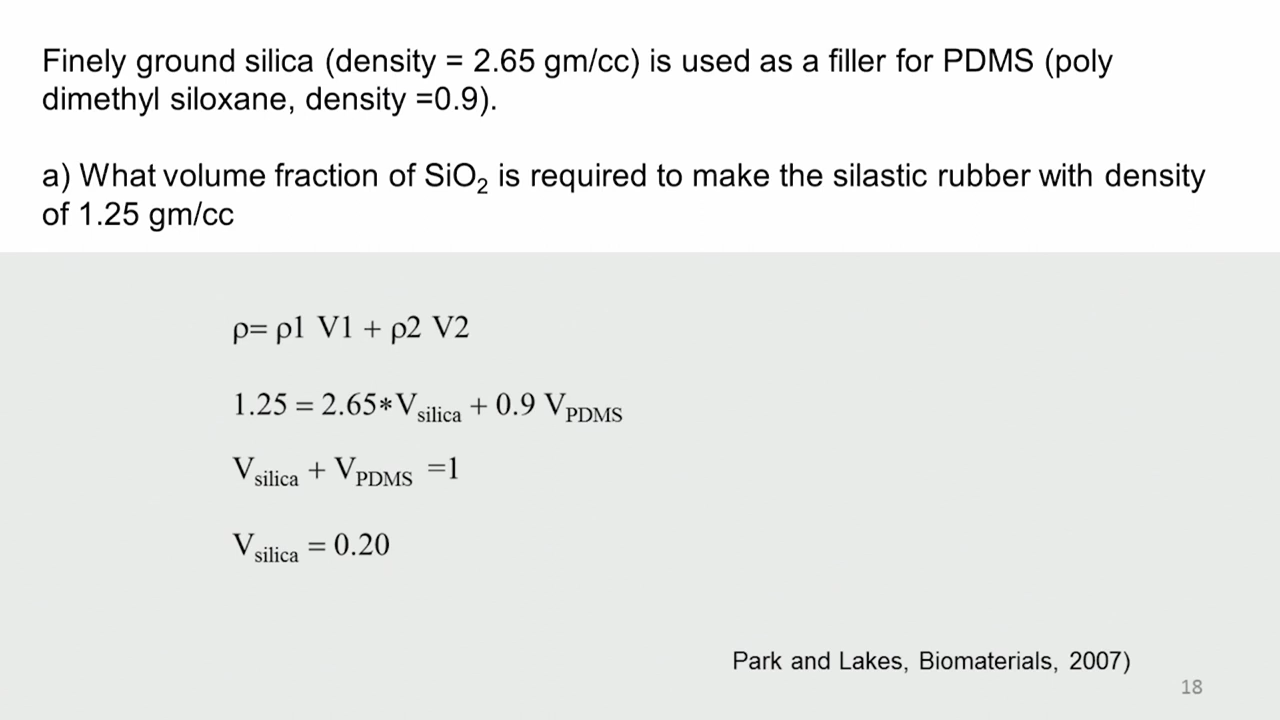 Finely ground silica (density = 2.65 gm/cc) is used as a filler for PDMS (poly
dimethyl siloxane, density =0.9).
a) What volume fraction of SiO₂ is required to make the silastic rubber with density
of 1.25 gm/cc
ρ= ρ1 V1 + ρ2 V2
1.25 = 2.65*Vsilica + 0.9 VPDMS
Vsilica + VPDMS =1
Vsilica = 0.20
Park and Lakes, Biomaterials, 2007)
18